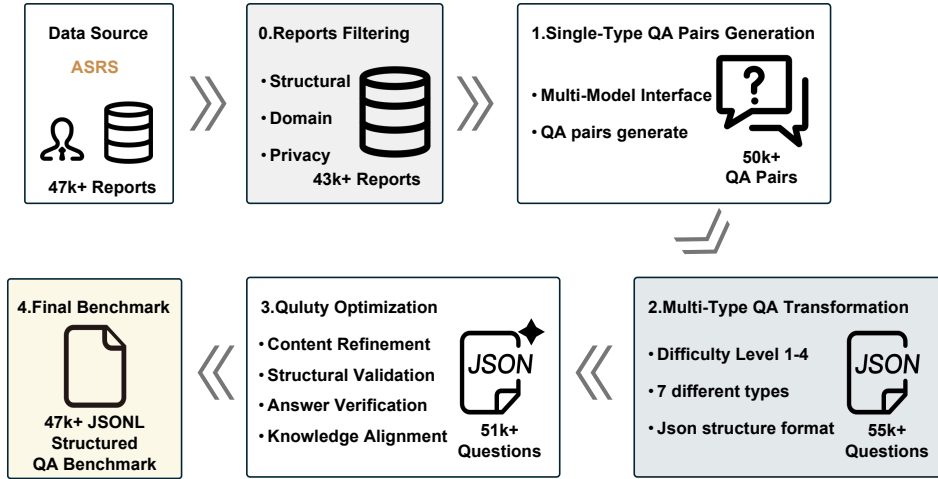 Data Source
ASRS
47k+ Reports
0.Reports Filtering
• Structural
• Domain
• Privacy
43k+ Reports
1.Single-Type QA Pairs Generation
• Multi-Model Interface
• QA pairs generate
?
50k+
QA Pairs
2.Multi-Type QA Transformation
• Difficulty Level 1-4
• 7 different types
• Json structure format
JSON
55k+
Questions
3.Quluty Optimization
• Content Refinement
• Structural Validation
• Answer Verification
• Knowledge Alignment
JSON
51k+
Questions
4.Final Benchmark
47k+ JSONL
Structured
QA Benchmark